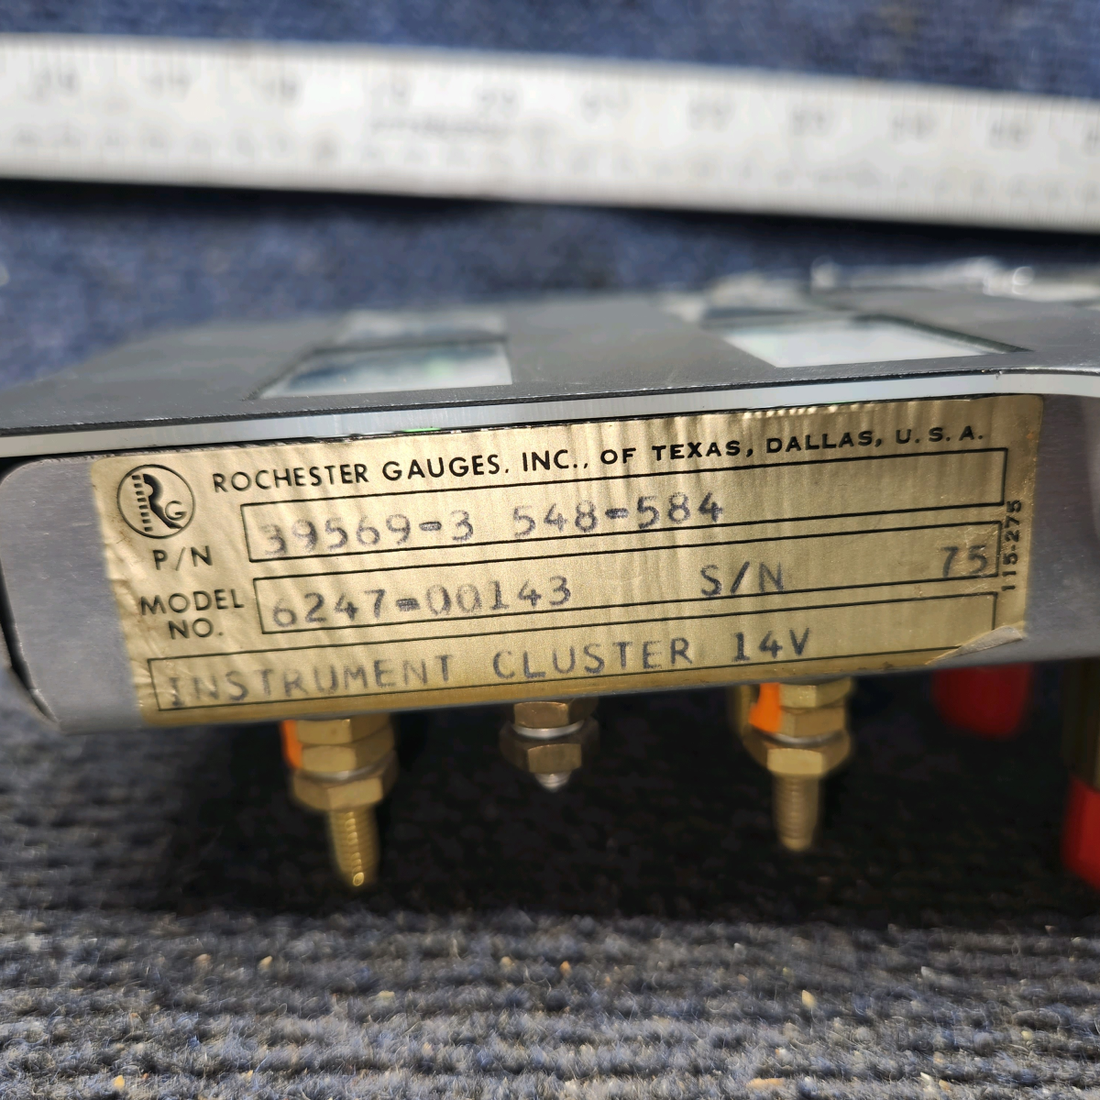 ROCHESTER GAUGES, INC., OF TEXAS, DALLAS, U.S.A.
RG
P/N 39569-3 548-584
MODEL NO. 6247-00143 S/N 75
INSTRUMENT CLUSTER 14V
115-275